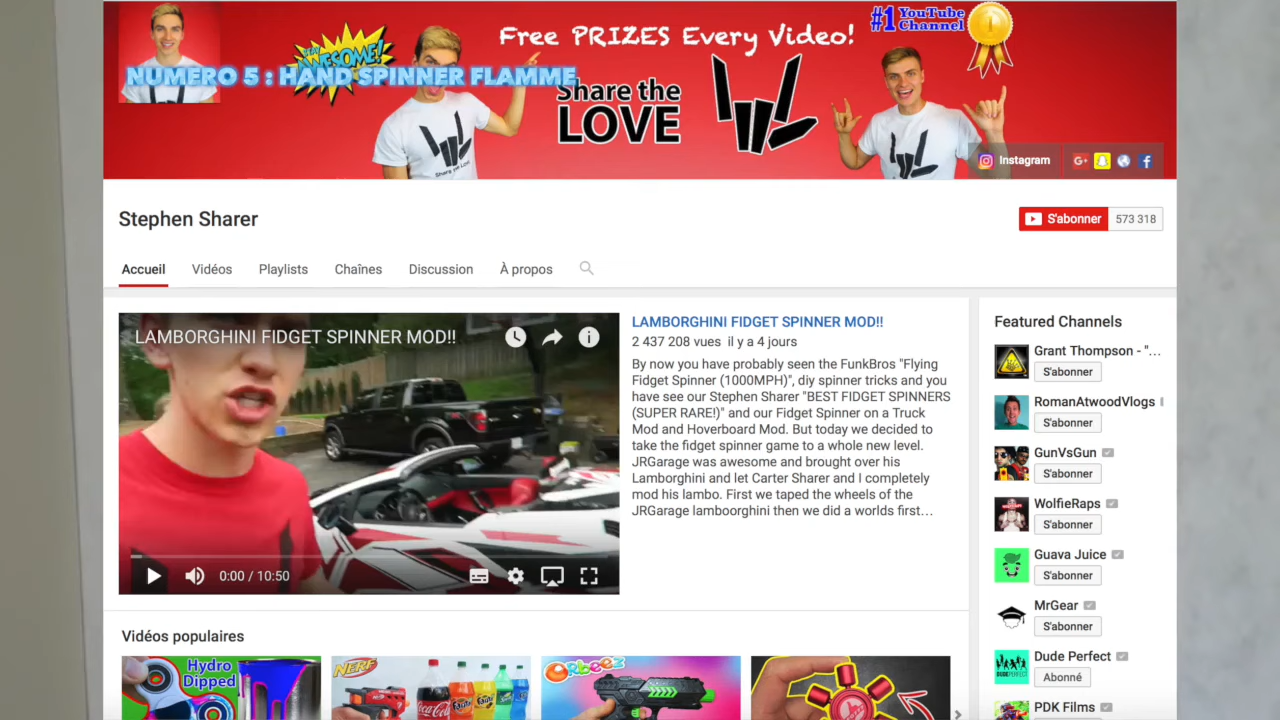 Free PRIZES Every Video!
#1 YouTube
Channel
STAY
AWESOME!
NUMERO 5 : HAND SPINNER FLAMME
Share the
LOVE
Share the Love
Instagram
Stephen Sharer
S'abonner 573 318
Accueil Vidéos Playlists Chaînes Discussion À propos
LAMBORGHINI FIDGET SPINNER MOD!!
0:00 / 10:50
LAMBORGHINI FIDGET SPINNER MOD!!
2 437 208 vues il y a 4 jours
By now you have probably seen the FunkBros "Flying
Fidget Spinner (1000MPH)", diy spinner tricks and you
have see our Stephen Sharer "BEST FIDGET SPINNERS
(SUPER RARE!)" and our Fidget Spinner on a Truck
Mod and Hoverboard Mod. But today we decided to
take the fidget spinner game to a whole new level.
JRGarage was awesome and brought over his
Lamborghini and let Carter Sharer and I completely
mod his lambo. First we taped the wheels of the
JRGarage lamboorghini then we did a worlds first…
Featured Channels
Grant Thompson - "...
S'abonner
RomanAtwoodVlogs
S'abonner
GunVsGun
S'abonner
WolfieRaps
S'abonner
Guava Juice
S'abonner
MrGear
S'abonner
Dude Perfect
Abonné
PDK Films
Vidéos populaires
Hydro
Dipped
NERF
Coca-Cola
Fanta
ORBEEZ